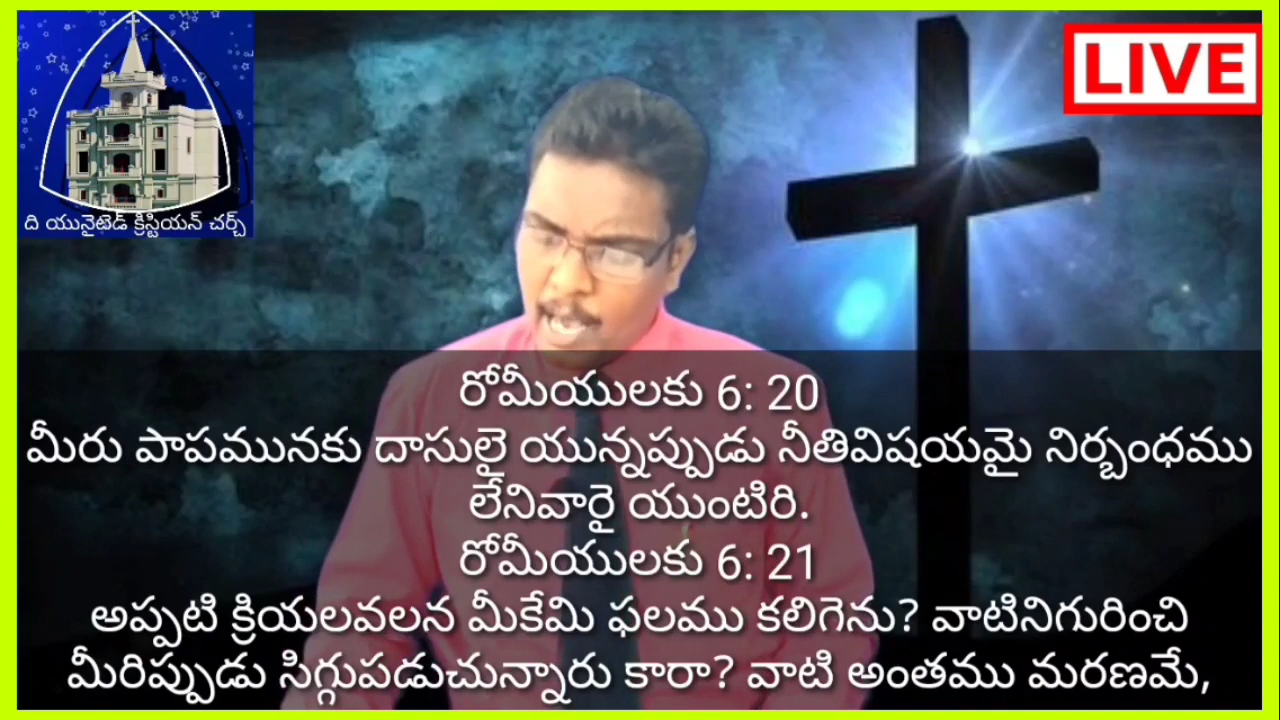 ది యునైటెడ్ క్రిస్టియన్ చర్చ్
LIVE
రోమీయులకు 6: 20
మీరు పాపమునకు దాసులై యున్నప్పుడు నీతివిషయమై నిర్బంధము
లేనివారై యుంటిరి.
రోమీయులకు 6: 21
అప్పటి క్రియలవలన మీకేమి ఫలము కలిగెను? వాటినిగురించి
మీరిప్పుడు సిగ్గుపడుచున్నారు కారా? వాటి అంతము మరణమే,